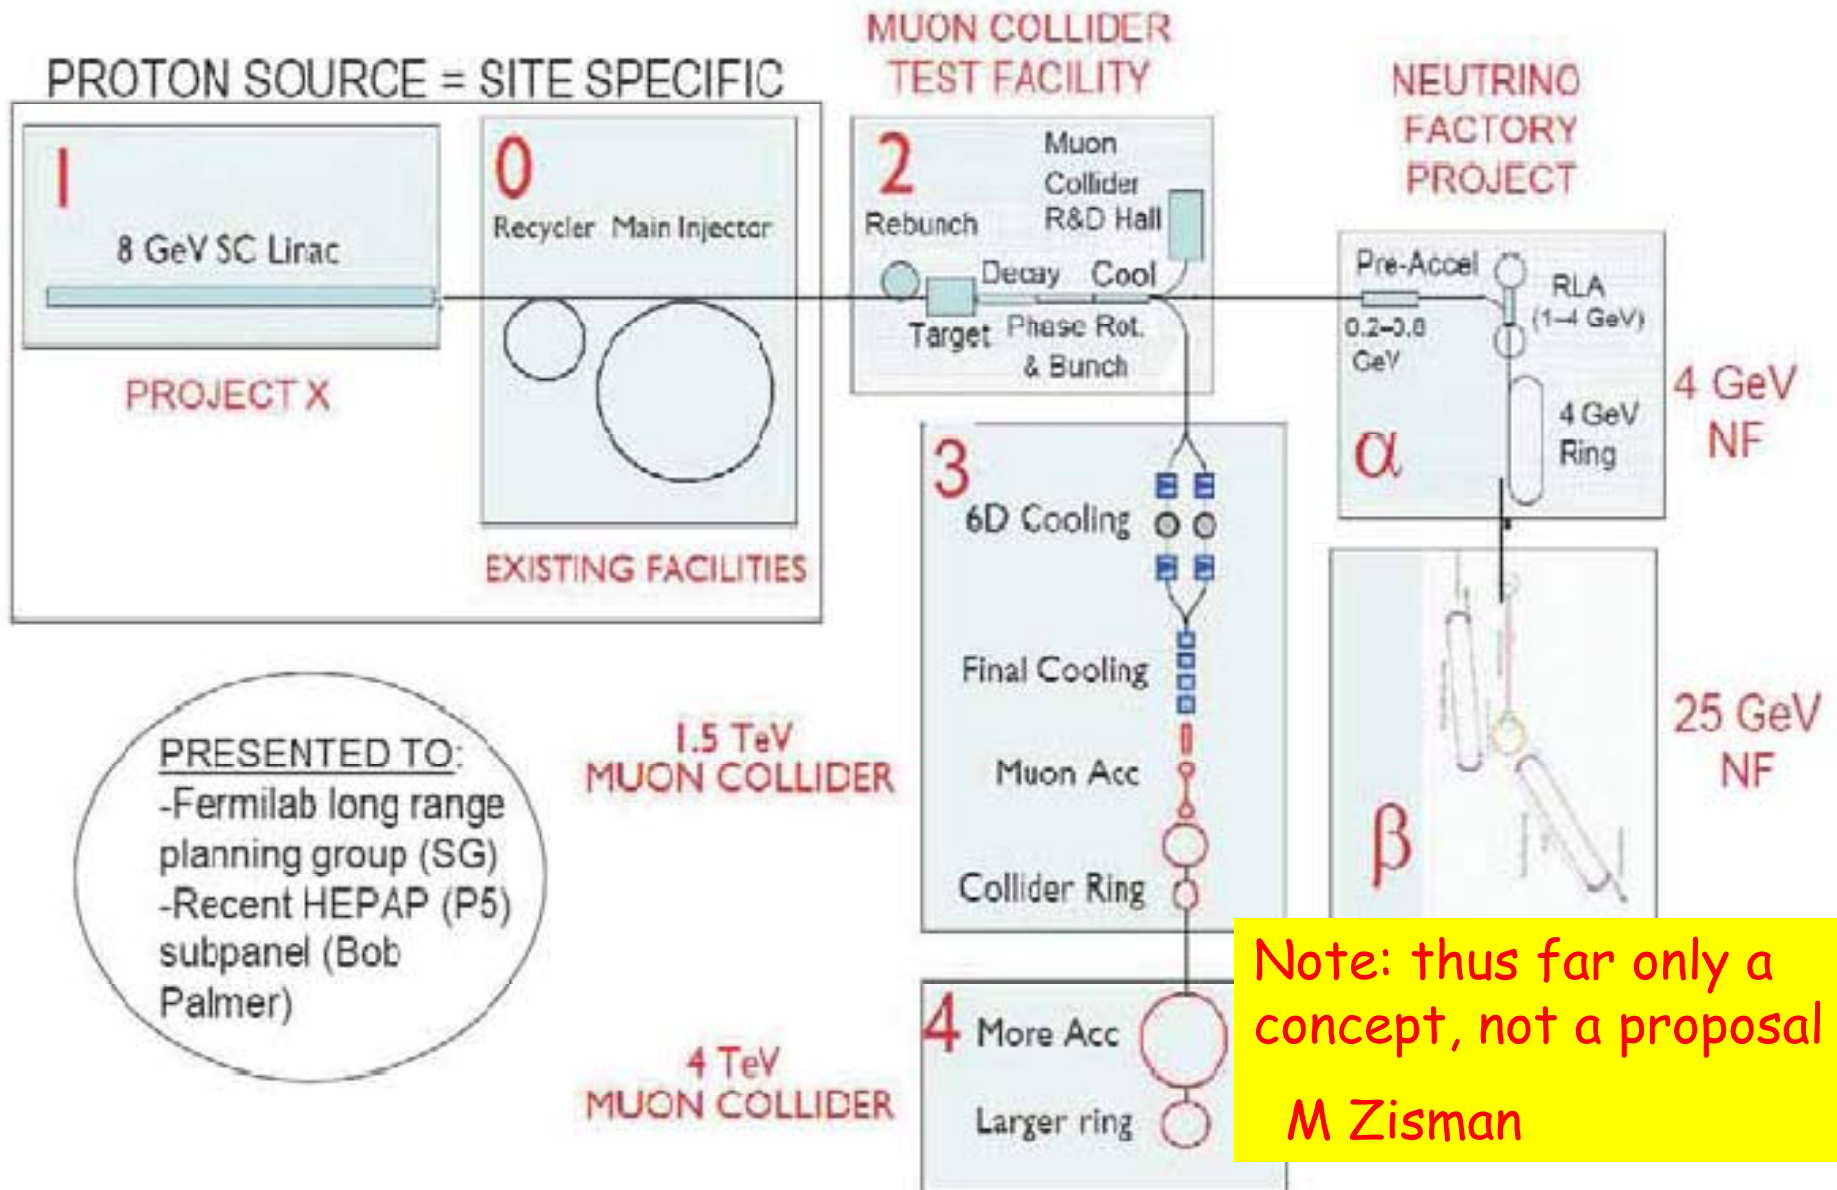 PROTON SOURCE = SITE SPECIFIC
MUON COLLIDER
TEST FACILITY
NEUTRINO
FACTORY
PROJECT
1
8 GeV SC Linac
PROJECT X
0
Recycler Main Injector
EXISTING FACILITIES
2
Muon
Collider
R&D Hall
Rebunch
Decay Cool
Target
Phase Rot.
& Bunch
Pre-Accel
RLA
(1–4 GeV)
GeV
4 GeV
Ring
α
4 GeV
NF
3
6D Cooling
Final Cooling
Muon Acc
Collider Ring
1.5 TeV
MUON COLLIDER
β
25 GeV
NF
PRESENTED TO:
-Fermilab long range
planning group (SG)
-Recent HEPAP (P5)
subpanel (Bob
Palmer)
4
More Acc
Larger ring
4 TeV
MUON COLLIDER
Note: thus far only a
concept, not a proposal
M Zisman